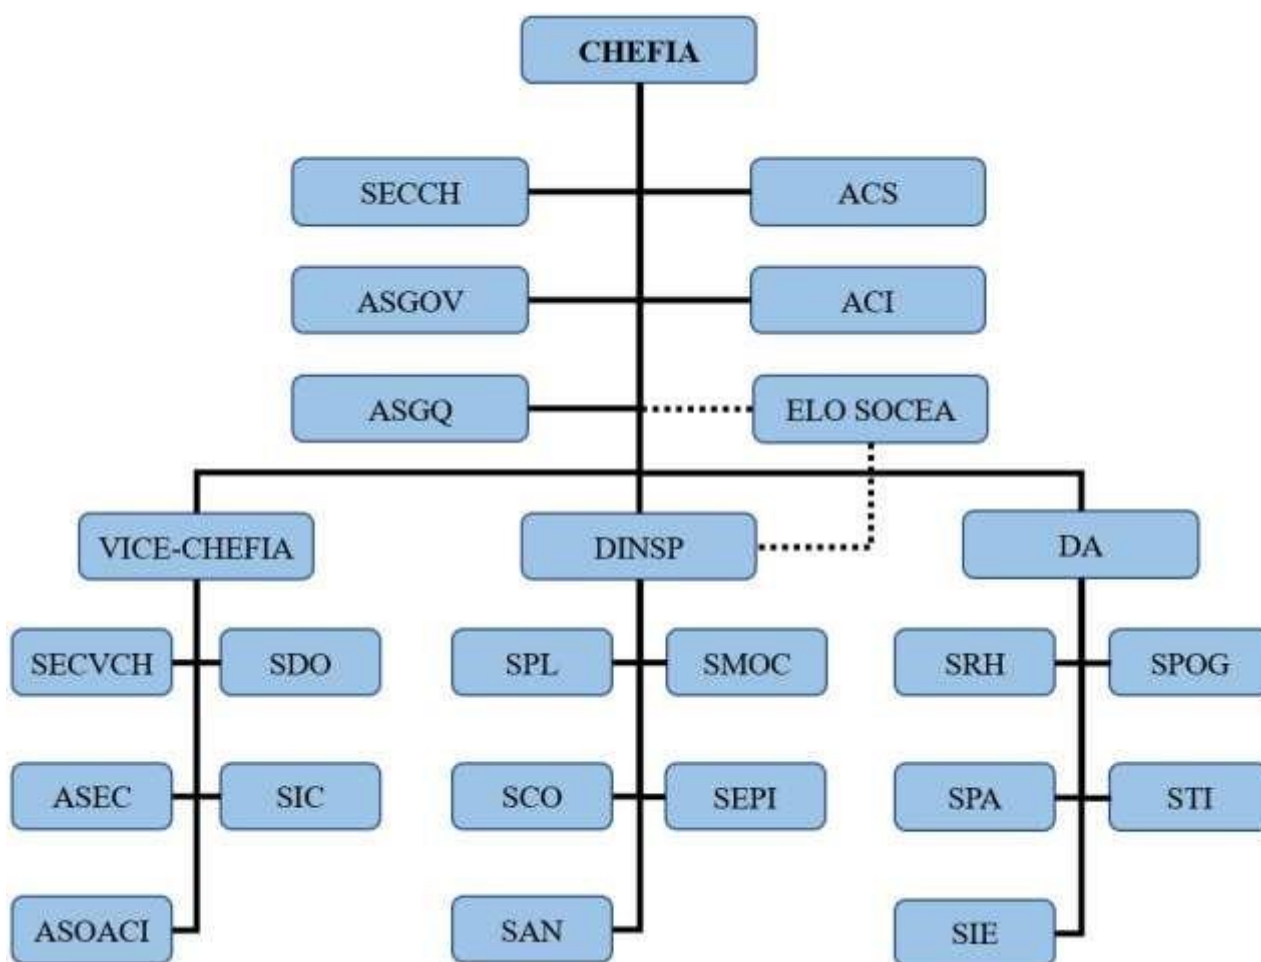 CHEFIA
SECCH
ACS
ASGOV
ACI
ASGQ
ELO SOCEA
VICE-CHEFIA
DINSP
DA
SECVCH
SDO
SPL
SMOC
SRH
SPOG
ASEC
SIC
SCO
SEPI
SPA
STI
ASOACI
SAN
SIE